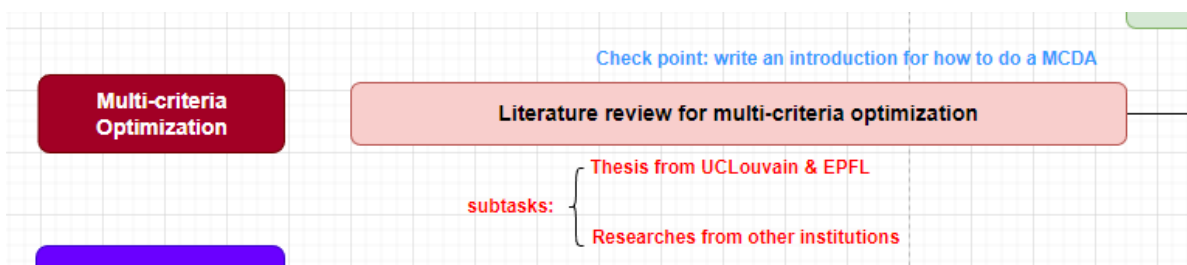 Check point: write an introduction for how to do a MCDA
Multi-criteria
Optimization
Literature review for multi-criteria optimization
Thesis from UCLouvain & EPFL
subtasks:
Researches from other institutions